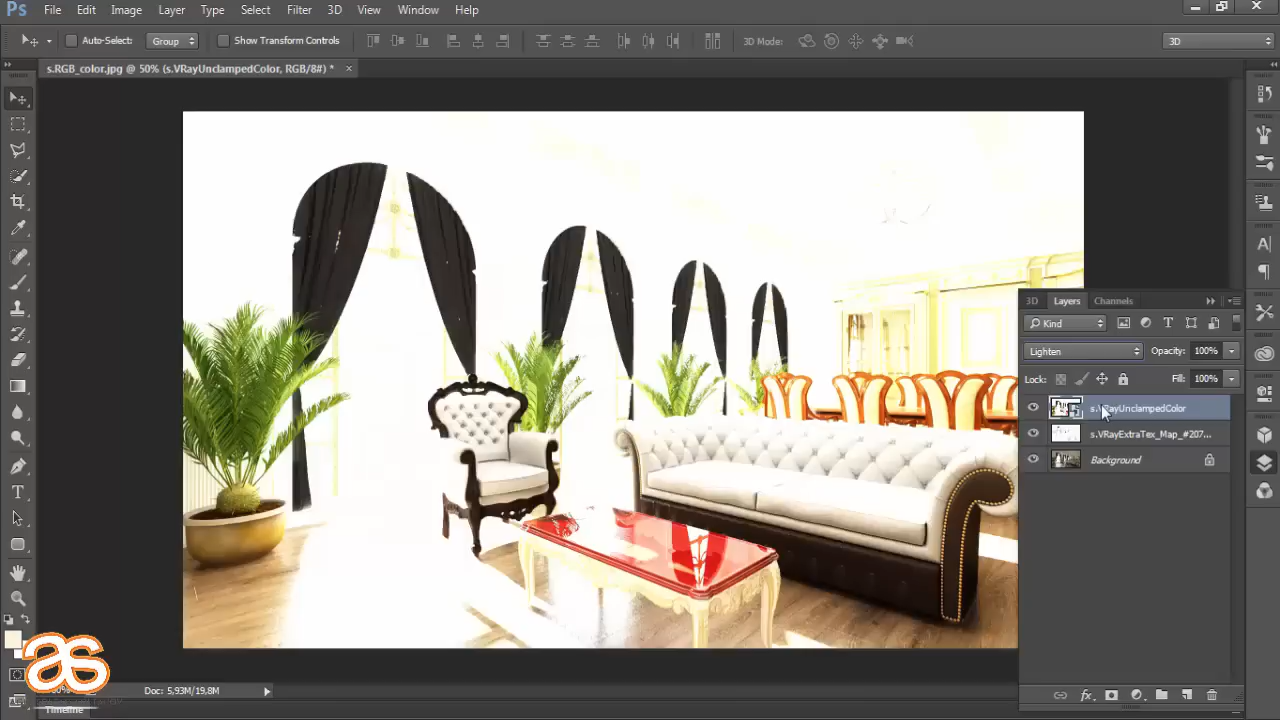 Ps File Edit Image Layer Type Select Filter 3D View Window Help
Auto-Select: Group Show Transform Controls 3D Mode: 3D
s.RGB_color.jpg @ 50% (s.VRayUnclampedColor, RGB/8#) * ×
3D Layers Channels
Kind
Lighten Opacity: 100%
Lock: Fill: 100%
s.VRayUnclampedColor
s.VRayExtraTex_Map_#207...
Background
as
Doc: 5,93M/19,8M
Timeline